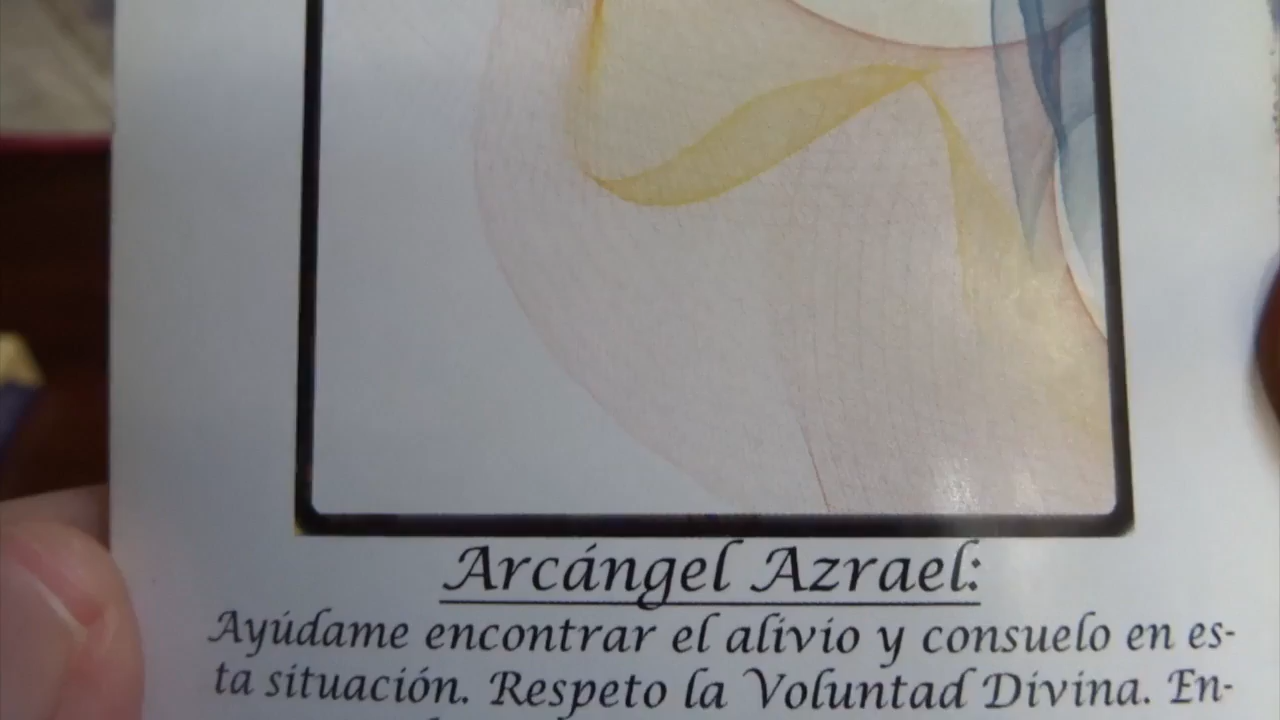 Arcángel Azrael:
Ayúdame encontrar el alivio y consuelo en es-
ta situación. Respeto la Voluntad Divina. En-